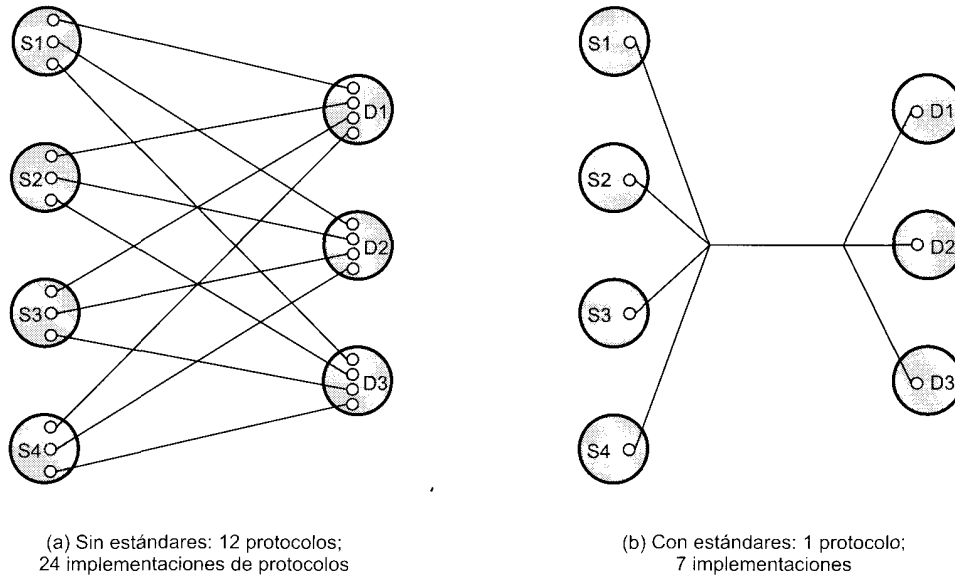 S1
S2
S3
S4
D1
D2
D3
(a) Sin estándares: 12 protocolos;
24 implementaciones de protocolos
S1
S2
S3
S4
D1
D2
D3
(b) Con estándares: 1 protocolo;
7 implementaciones